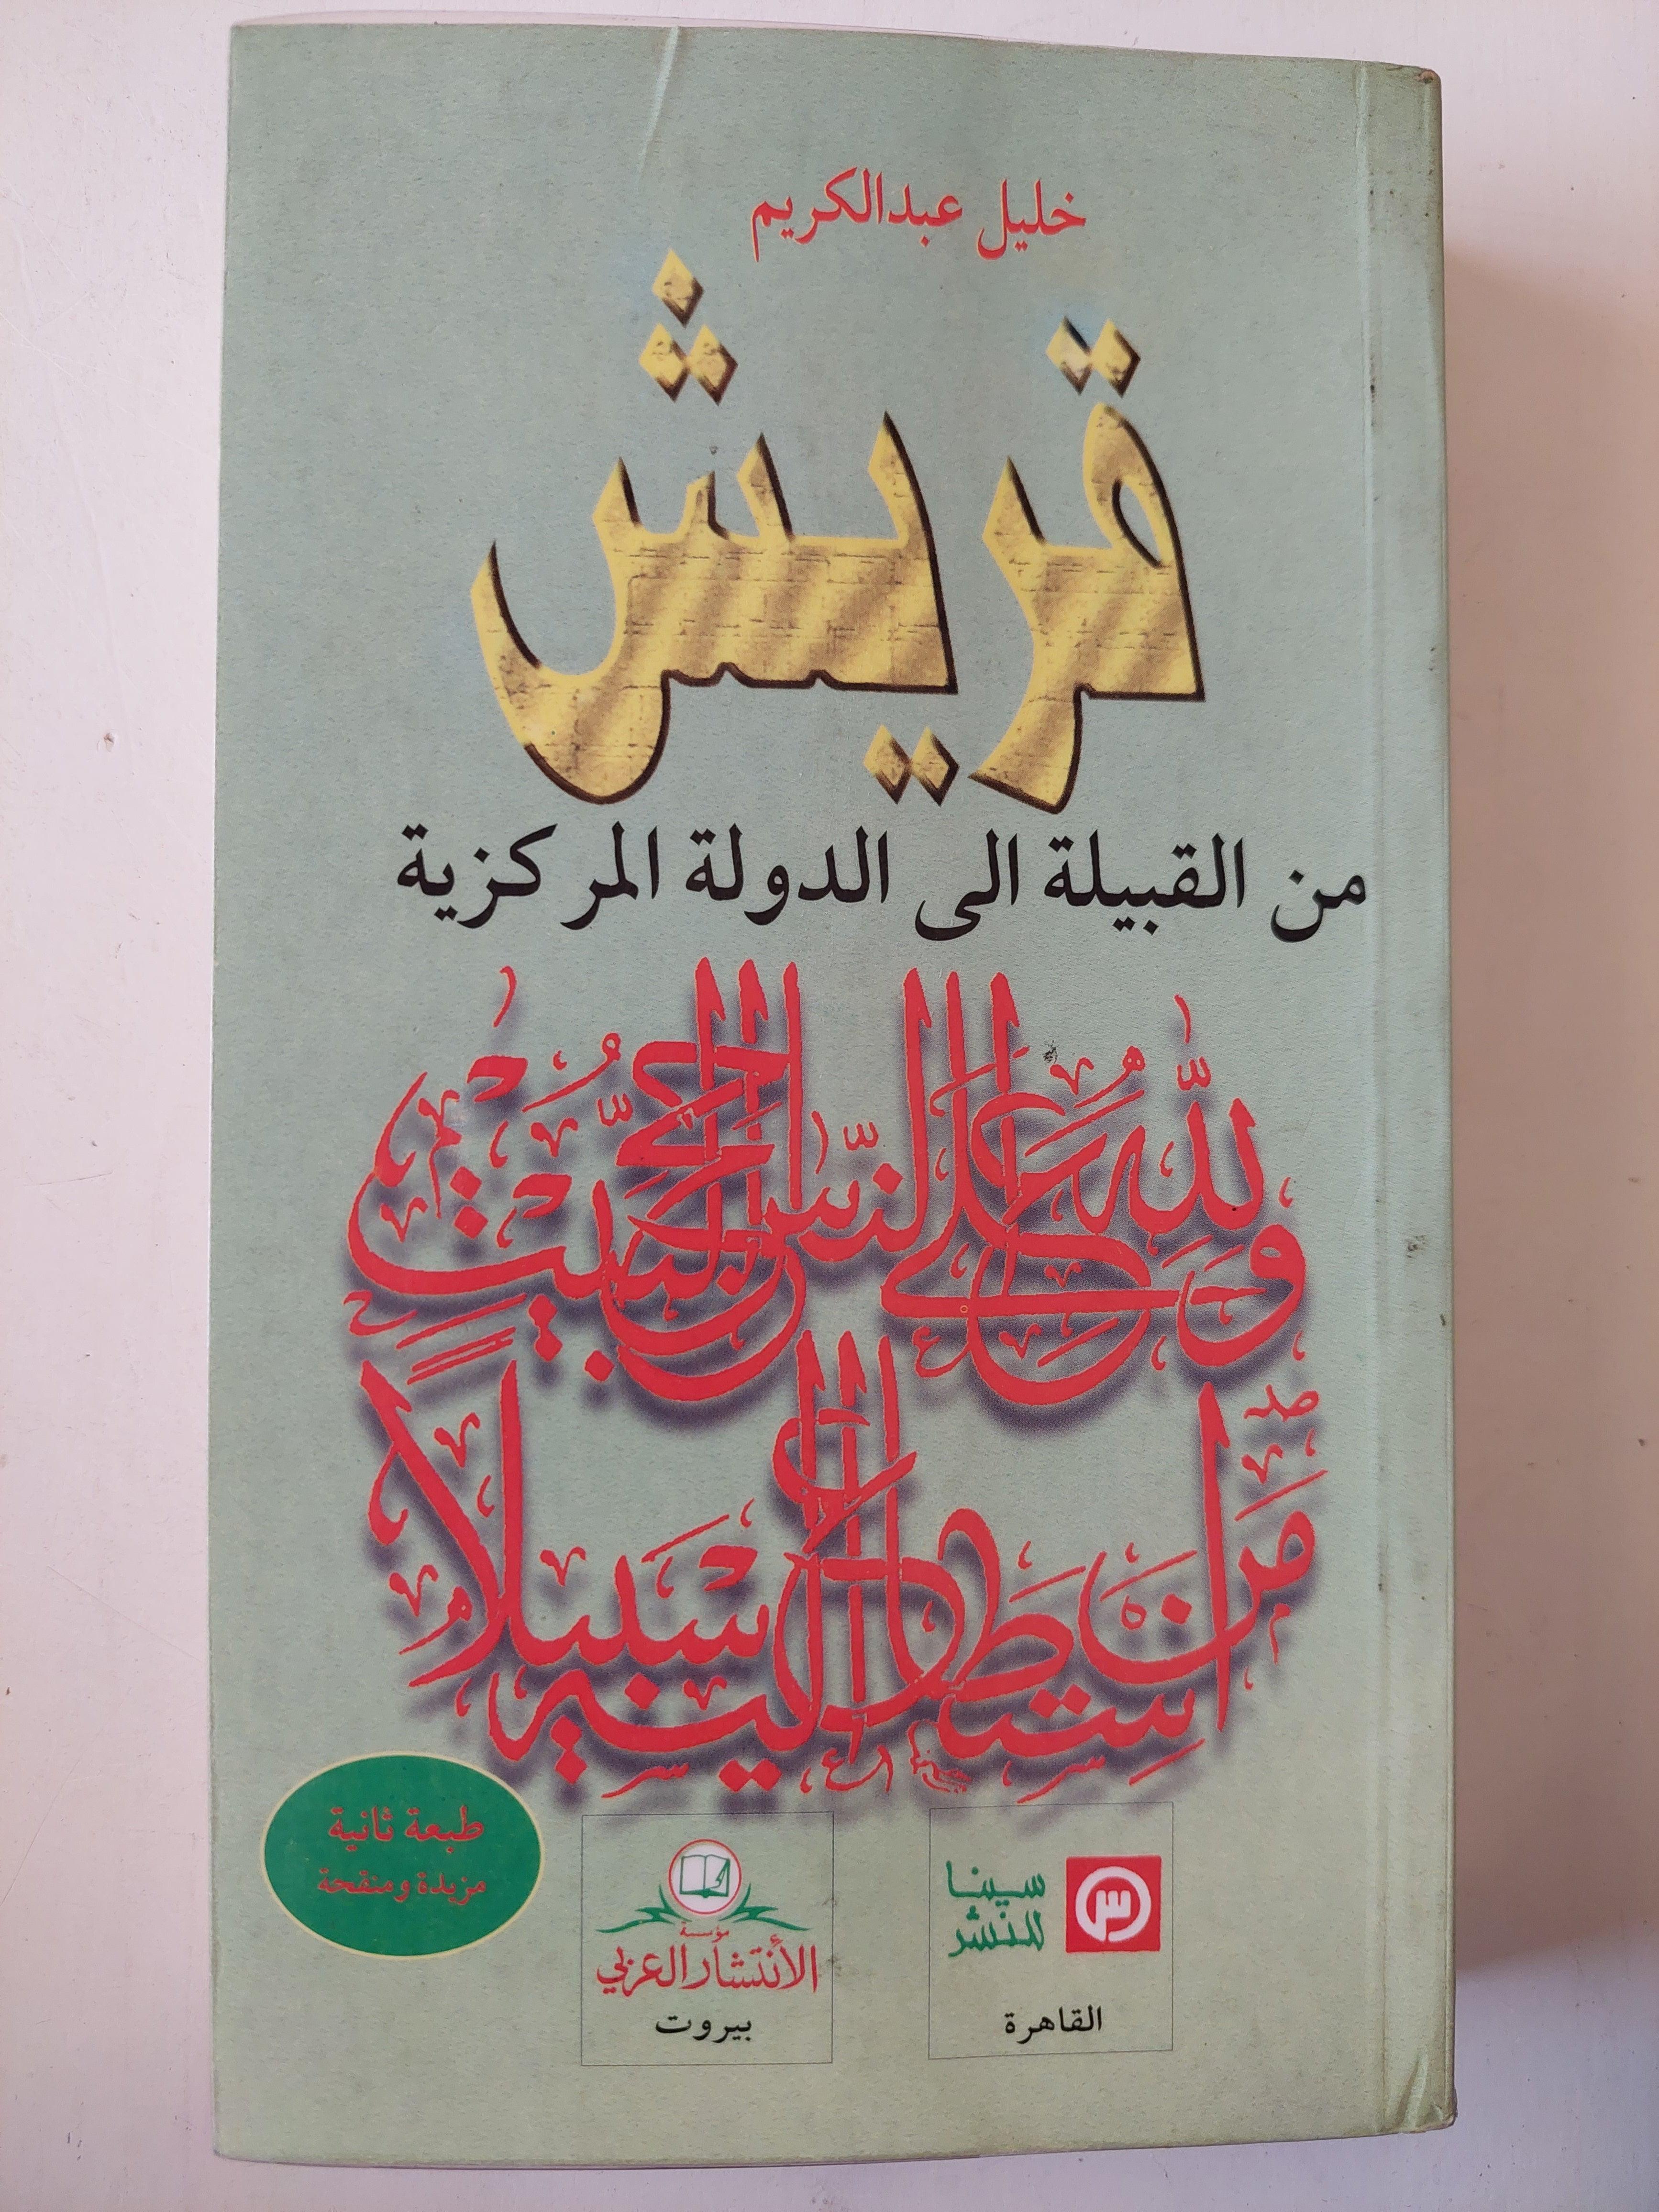 خليل عبدالكريم
قريش
من القبيلة الى الدولة المركزية
ولله على الناس حج البيت
من استطاع إليه سبيلا
طبعة ثانية
مزيدة ومنقحة
مؤسسة
الأنتشار العربي
بيروت
سينا
للنشر
القاهرة